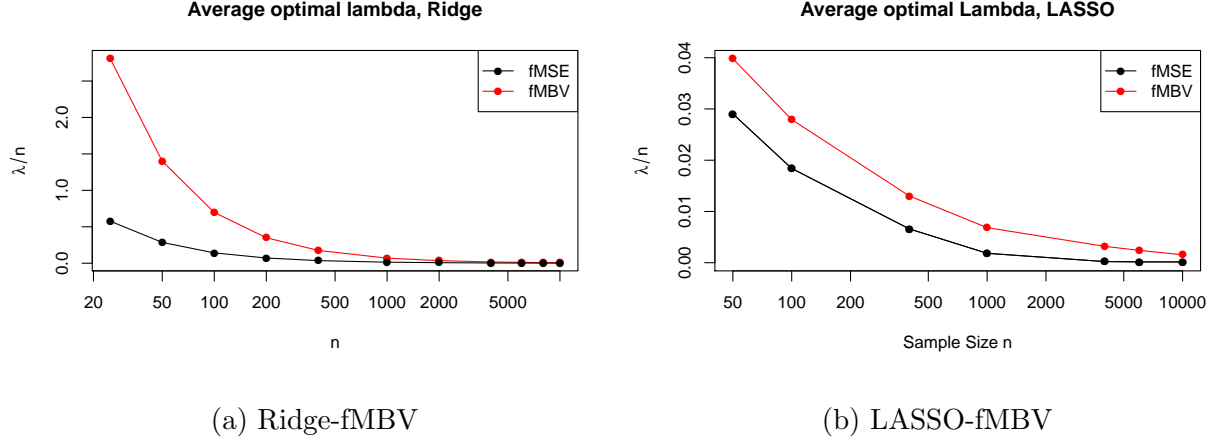 Average optimal lambda, Ridge
fMSE
fMBV
λ/n
0.0
1.0
2.0
20
50
100
200
500
1000
2000
5000
n
(a) Ridge-fMBV
Average optimal Lambda, LASSO
fMSE
fMBV
λ/n
0.00
0.01
0.02
0.03
0.04
50
100
200
500
1000
2000
5000
10000
Sample Size n
(b) LASSO-fMBV